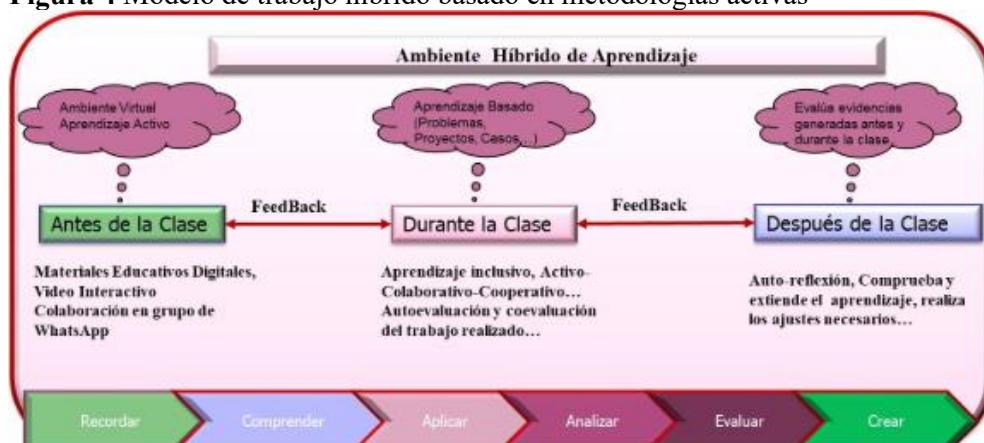 Figura 4 Modelo de trabajo híbrido basado en metodologías activas
Ambiente Híbrido de Aprendizaje
Ambiente Virtual
Aprendizaje Activo
Aprendizaje Basado
(Problemas,
Proyectos, Casos,..)
Evalúa evidencias
generadas antes y
durante la clase
Antes de la Clase
FeedBack
Durante la Clase
FeedBack
Después de la Clase
Materiales Educativos Digitales,
Video Interactivo
Colaboración en grupo de
WhatsApp
Aprendizaje inclusivo, Activo-
Colaborativo-Cooperativo…
Autoevaluación y coevaluación
del trabajo realizado…
Auto-reflexión, Comprueba y
extiende el aprendizaje, realiza
los ajustes necesarios…
Recordar
Comprender
Aplicar
Analizar
Evaluar
Crear